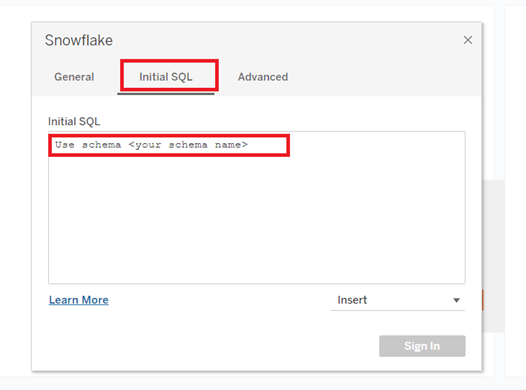 Snowflake
General Initial SQL Advanced
Initial SQL
Use schema <your schema name>
Learn More Insert
Sign In